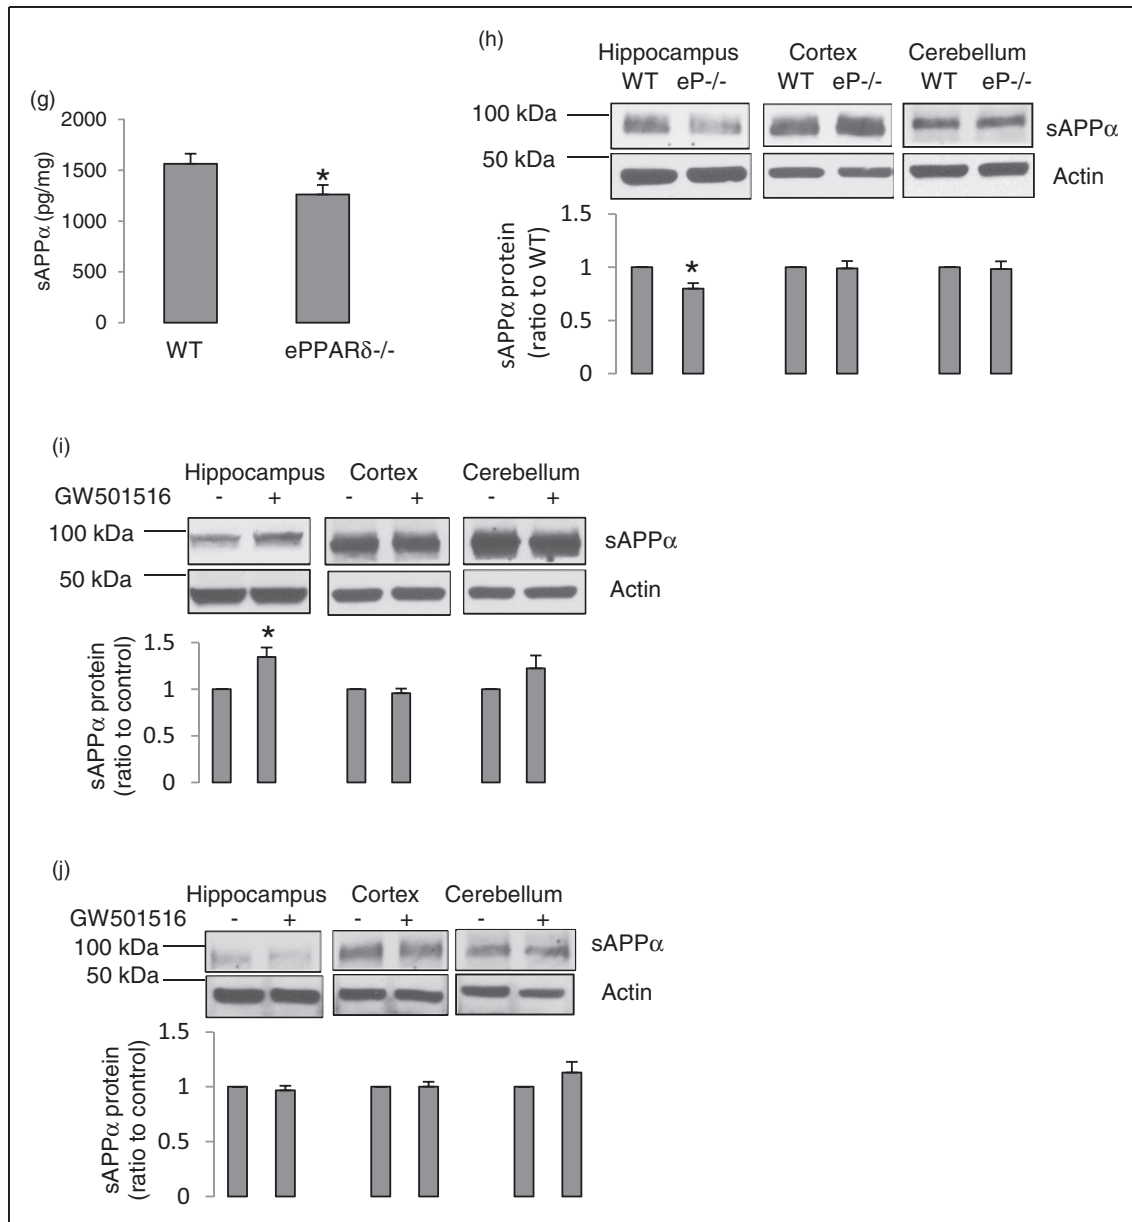 (g)
sAPPα (pg/mg)
2000
1500
1000
500
0
*
WT ePPARδ-/-
(h)
Hippocampus Cortex Cerebellum
WT eP-/- WT eP-/- WT eP-/-
100 kDa
sAPPα
50 kDa
Actin
sAPPα protein
(ratio to WT)
1.5
1
0.5
0
*
(i)
Hippocampus Cortex Cerebellum
GW501516 - + - + - +
100 kDa
sAPPα
50 kDa
Actin
sAPPα protein
(ratio to control)
1.5
1
0.5
0
*
(j)
Hippocampus Cortex Cerebellum
GW501516 - + - + - +
100 kDa
sAPPα
50 kDa
Actin
sAPPα protein
(ratio to control)
1.5
1
0.5
0